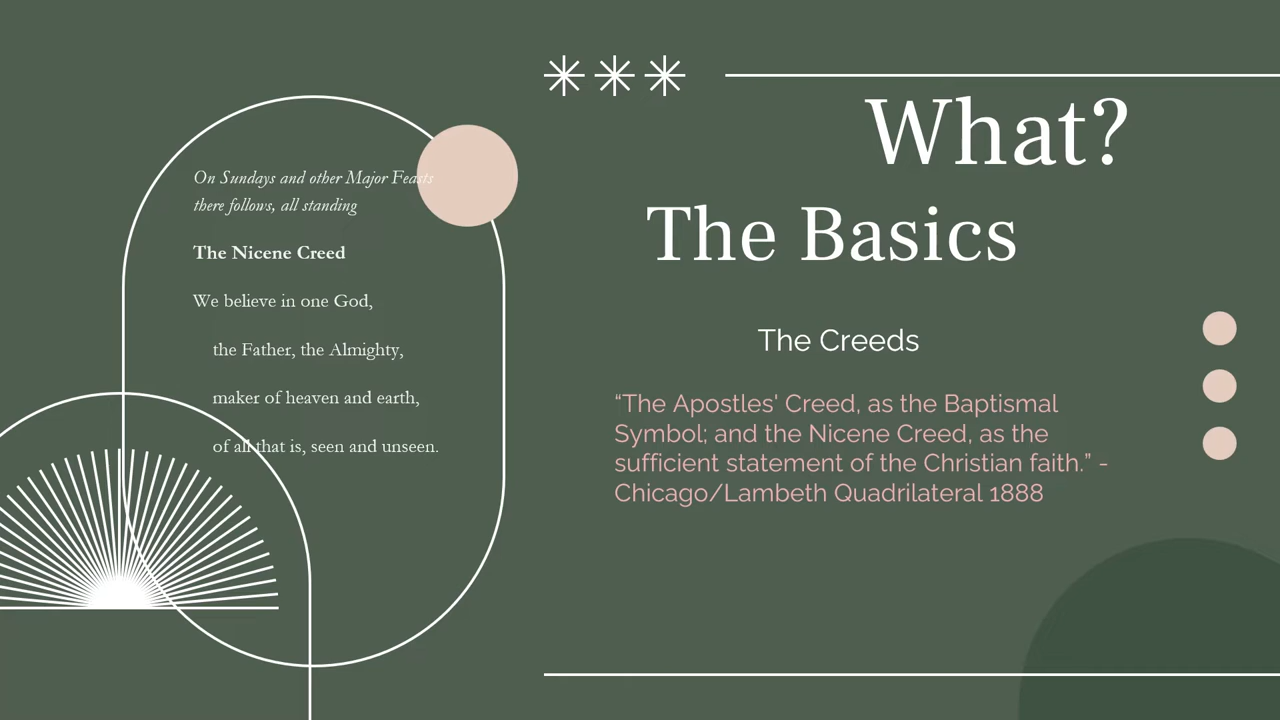 On Sundays and other Major Feasts
there follows, all standing
The Nicene Creed
We believe in one God,
the Father, the Almighty,
maker of heaven and earth,
of all that is, seen and unseen.
What?
The Basics
The Creeds
“The Apostles' Creed, as the Baptismal
Symbol; and the Nicene Creed, as the
sufficient statement of the Christian faith.” -
Chicago/Lambeth Quadrilateral 1888